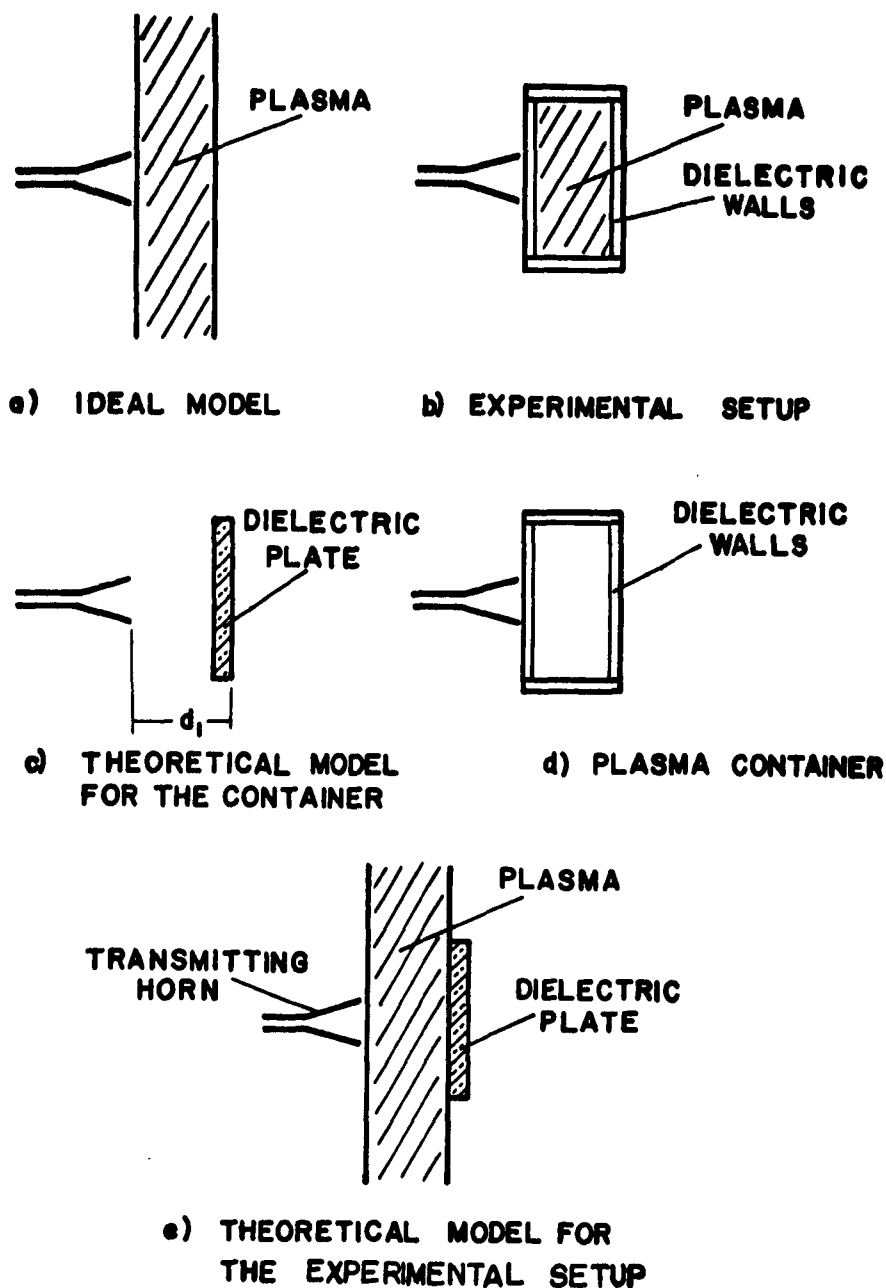 PLASMA
PLASMA
DIELECTRIC
WALLS
a) IDEAL MODEL
b) EXPERIMENTAL SETUP
DIELECTRIC
PLATE
d₁
DIELECTRIC
WALLS
c) THEORETICAL MODEL
FOR THE CONTAINER
d) PLASMA CONTAINER
PLASMA
TRANSMITTING
HORN
DIELECTRIC
PLATE
e) THEORETICAL MODEL FOR
THE EXPERIMENTAL SETUP